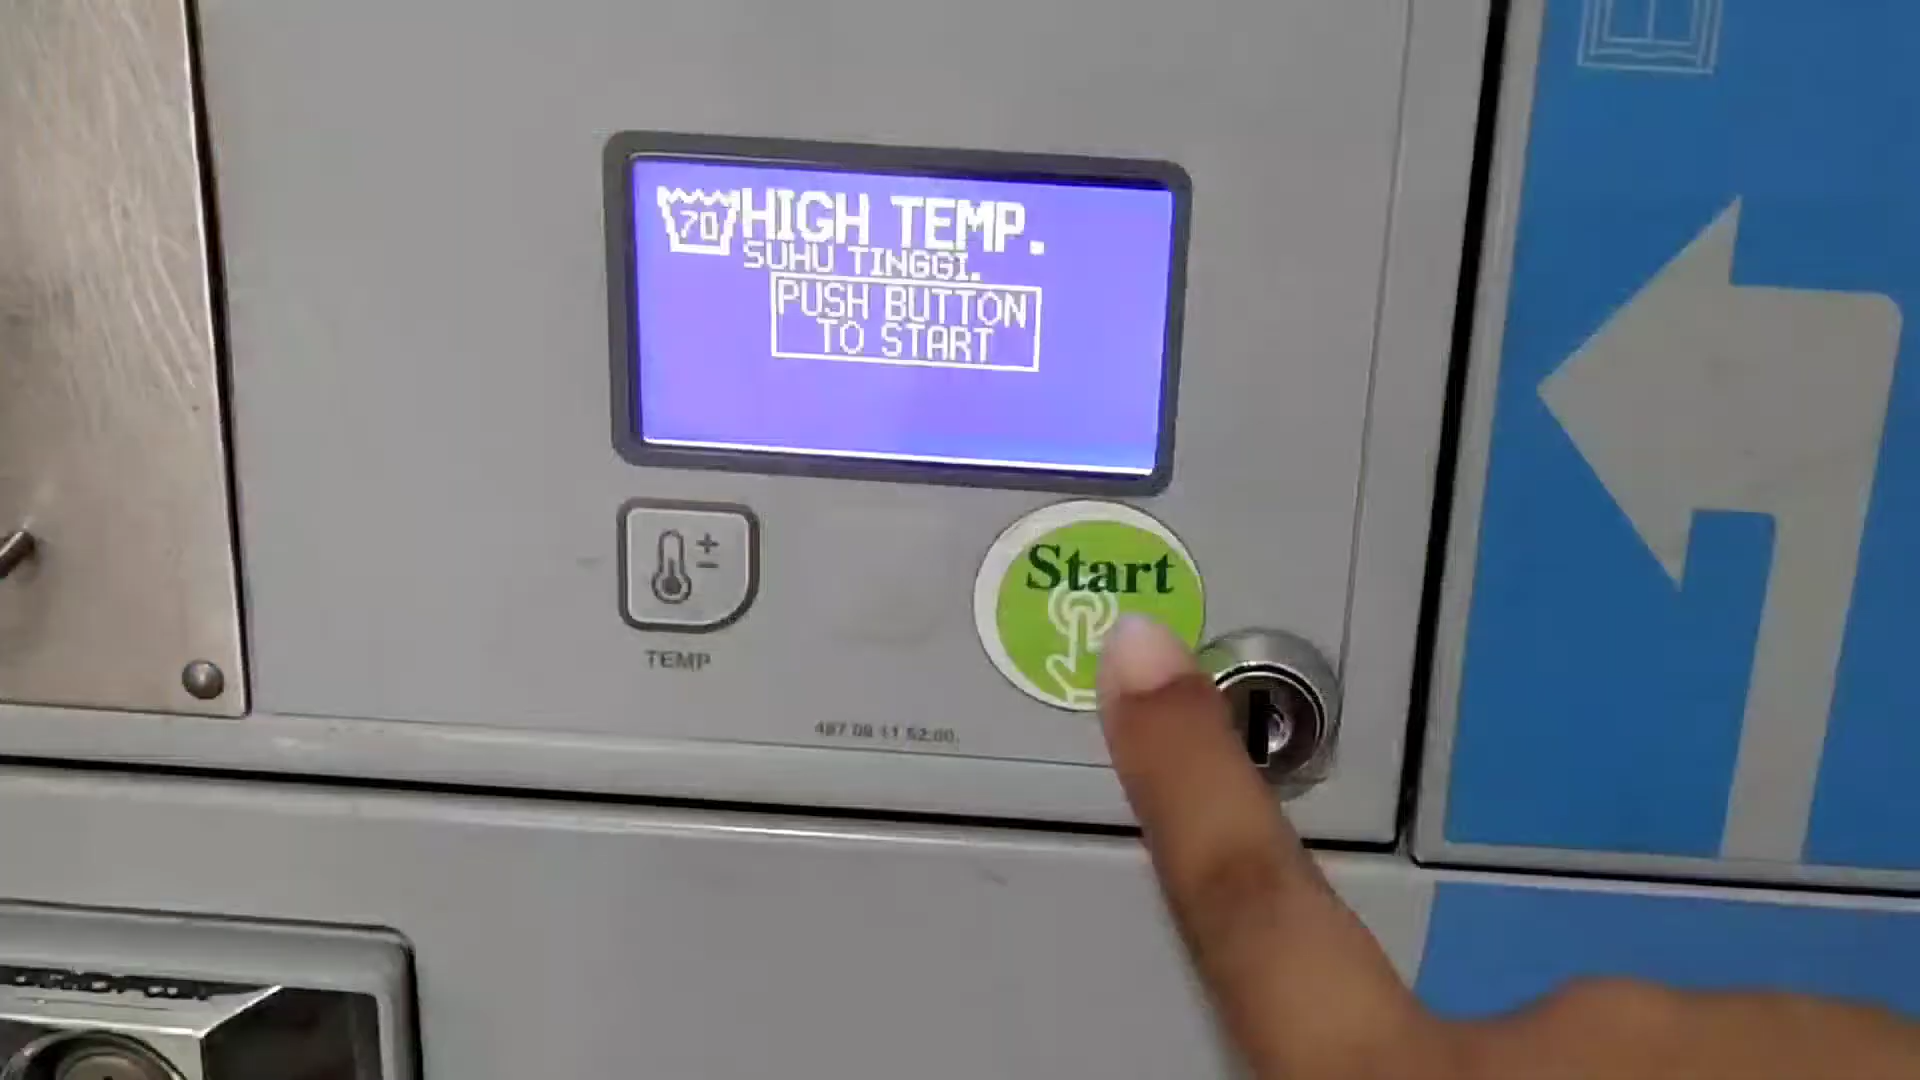 70 HIGH TEMP.
SUHU TINGGI.
PUSH BUTTON
TO START
Start
TEMP